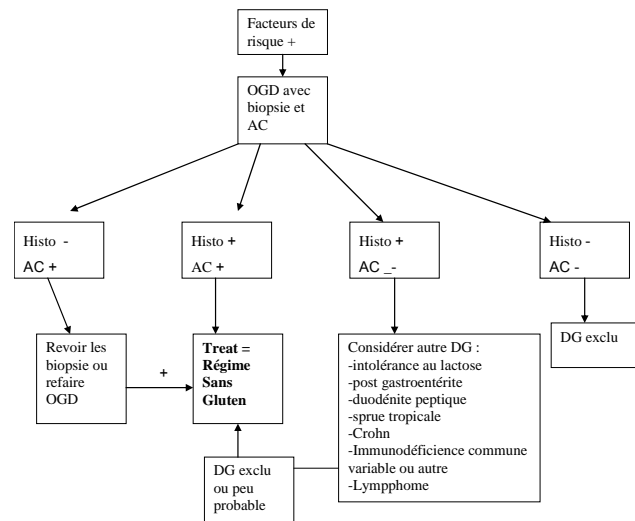 Facteurs de
risque +
OGD avec
biopsie et
AC
Histo -
AC +
Histo +
AC +
Histo +
AC _-
Histo -
AC -
Revoir les
biopsie ou
refaire
OGD
+
Treat =
Régime
Sans
Gluten
Considérer autre DG :
-intolérance au lactose
-post gastroentérite
-duodénite peptique
-sprue tropicale
-Crohn
-Immunodéficience commune
variable ou autre
-Lympphome
DG exclu
DG exclu
ou peu
probable